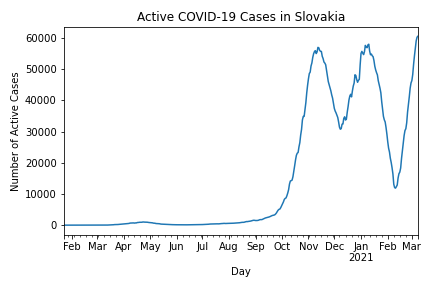 Active COVID-19 Cases in Slovakia
60000
50000
40000
30000
20000
10000
0
Number of Active Cases
Feb Mar Apr May Jun Jul Aug Sep Oct Nov Dec Jan Feb Mar
2021
Day